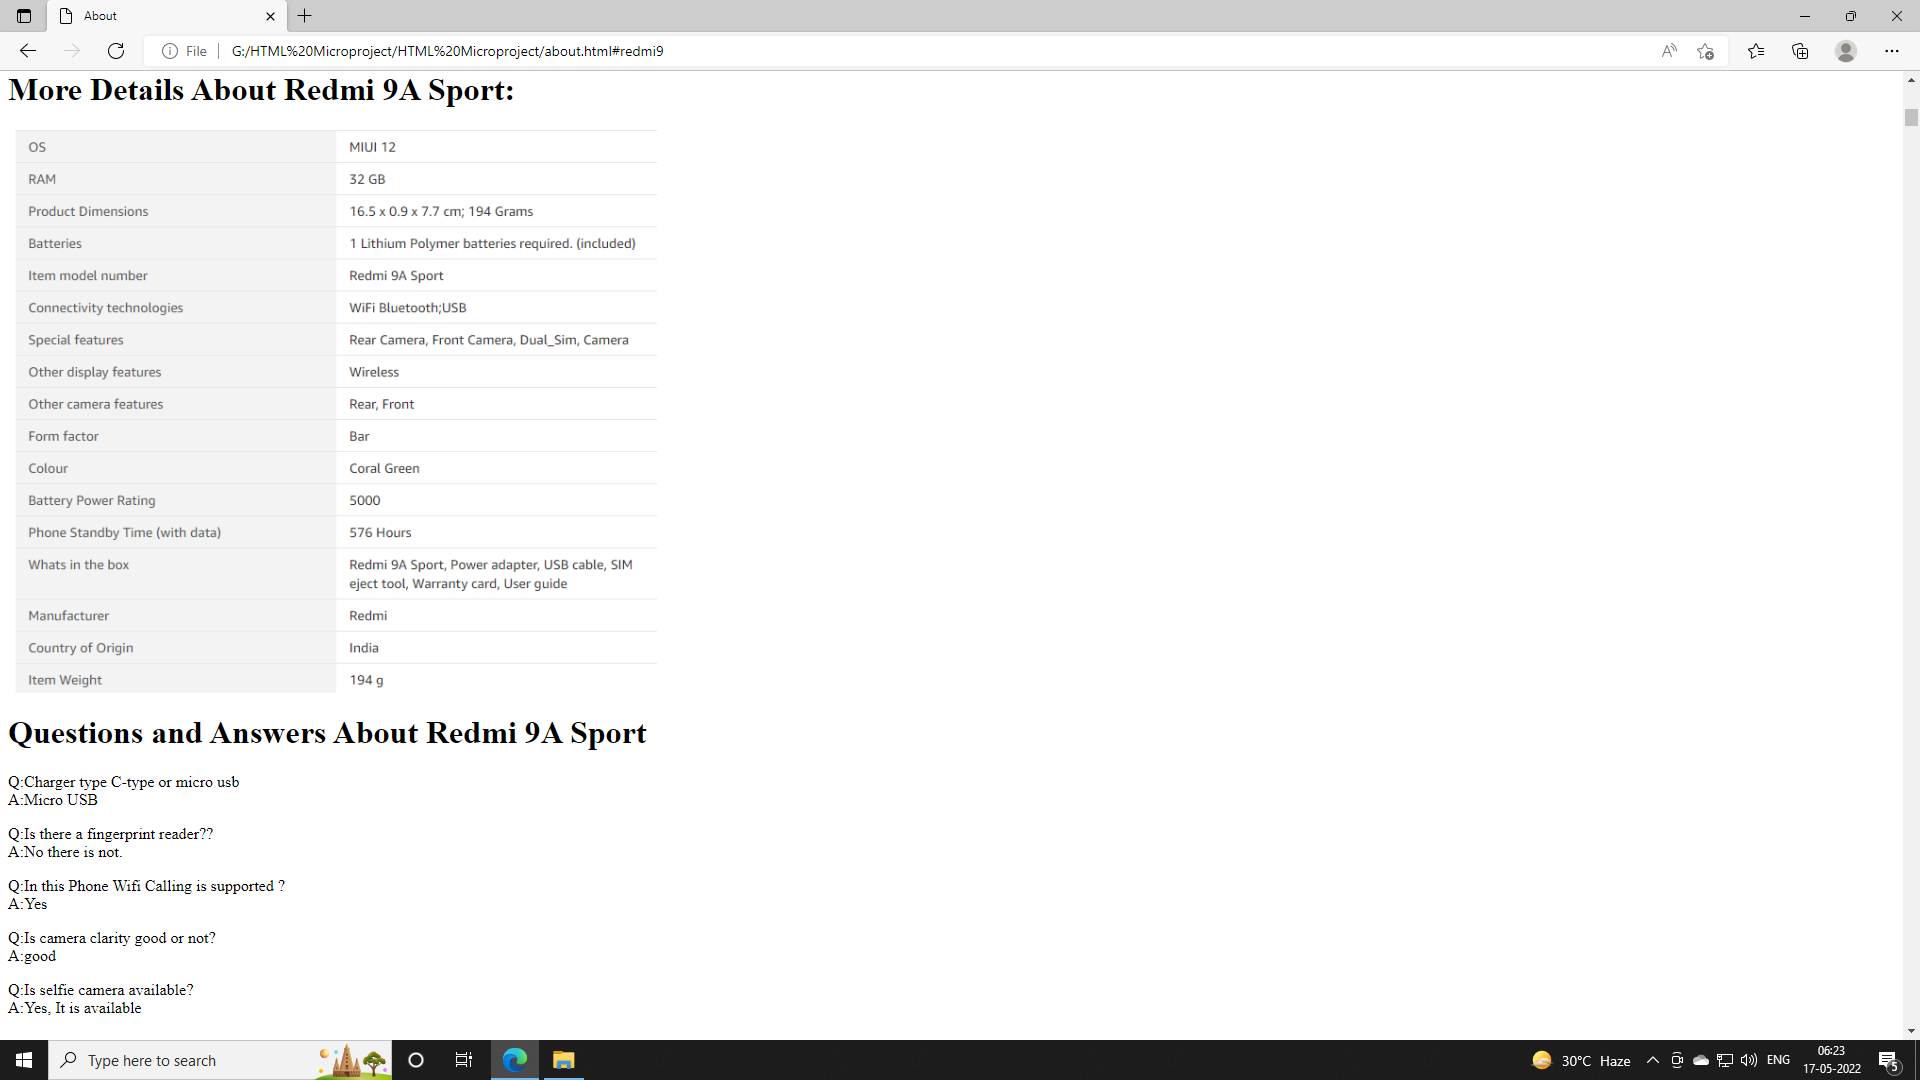 About
File
G:/HTML%20Microproject/HTML%20Microproject/about.html#redmi9
More Details About Redmi 9A Sport:
OS MIUI 12
RAM 32 GB
Product Dimensions 16.5 x 0.9 x 7.7 cm; 194 Grams
Batteries 1 Lithium Polymer batteries required. (included)
Item model number Redmi 9A Sport
Connectivity technologies WiFi Bluetooth;USB
Special features Rear Camera, Front Camera, Dual_Sim, Camera
Other display features Wireless
Other camera features Rear, Front
Form factor Bar
Colour Coral Green
Battery Power Rating 5000
Phone Standby Time (with data) 576 Hours
Whats in the box Redmi 9A Sport, Power adapter, USB cable, SIM
eject tool, Warranty card, User guide
Manufacturer Redmi
Country of Origin India
Item Weight 194 g
Questions and Answers About Redmi 9A Sport
Q:Charger type C-type or micro usb
A:Micro USB
Q:Is there a fingerprint reader??
A:No there is not.
Q:In this Phone Wifi Calling is supported ?
A:Yes
Q:Is camera clarity good or not?
A:good
Q:Is selfie camera available?
A:Yes, It is available
Type here to search
30°C Haze
ENG
06:23
17-05-2022
5